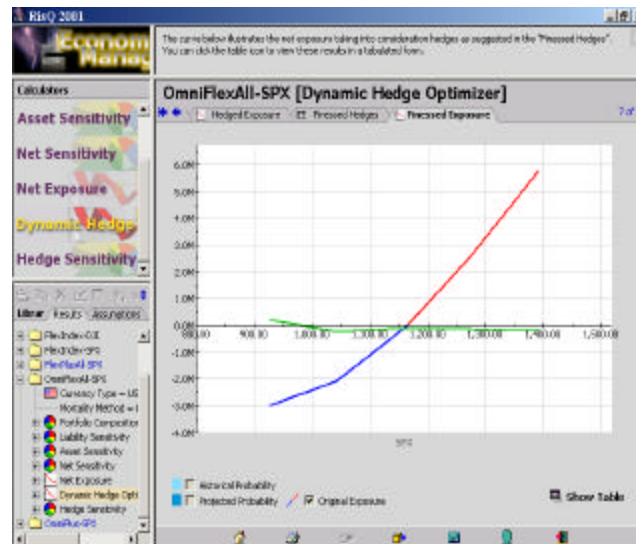 RisQ 2001
Econom
Manag
The curve below illustrates the net exposure taking into consideration hedges as suggested in the "Finessed Hedges".
You can click the table icon to view these results in a tabulated form.
Calculators
Asset Sensitivity
Net Sensitivity
Net Exposure
Dynamic Hedge
Hedge Sensitivity
Library Results Assumptions
FlexIndex-DJI
FlexIndex-SPX
FlexFlexAll-SPX
OmniFlexAll-SPX
Currency Type = US
Mortality Method = I
Portfolio Composition
Liability Sensitivity
Asset Sensitivity
Net Sensitivity
Net Exposure
Dynamic Hedge Opti
Hedge Sensitivity
OmniFlux-SPX
OmniFlexAll-SPX [Dynamic Hedge Optimizer]
Hedged Exposure Finessed Hedges Finessed Exposure
7 of
6.0M
5.0M
4.0M
3.0M
2.0M
1.0M
0.0M
-1.0M
-2.0M
-3.0M
-4.0M
800.00 900.00 1,000.00 1,100.00 1,200.00 1,300.00 1,400.00 1,500.00
SPX
Historical Probability
Projected Probability Original Exposure
Show Table